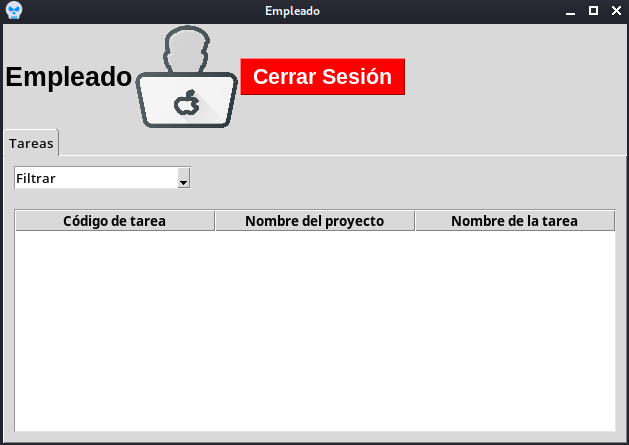 Empleado
Empleado
Cerrar Sesión
Tareas
Filtrar
Código de tarea Nombre del proyecto Nombre de la tarea